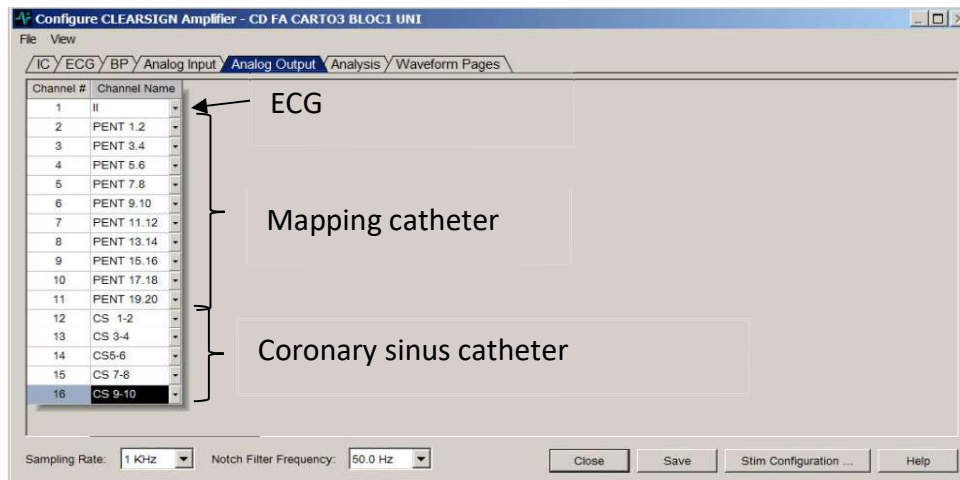 Configure CLEARSIGN Amplifier - CD FA CARTO3 BLOC1 UNI
File View
IC ECG BP Analog Input Analog Output Analysis Waveform Pages
Channel # Channel Name
1 II
ECG
2 PENT 1.2
3 PENT 3.4
4 PENT 5.6
5 PENT 7.8
6 PENT 9.10
7 PENT 11.12
Mapping catheter
8 PENT 13.14
9 PENT 15.16
10 PENT 17.18
11 PENT 19.20
12 CS 1-2
13 CS 3-4
14 CS5-6
Coronary sinus catheter
15 CS 7-8
16 CS 9-10
Sampling Rate: 1 KHz Notch Filter Frequency: 50.0 Hz Close Save Stim Configuration ... Help